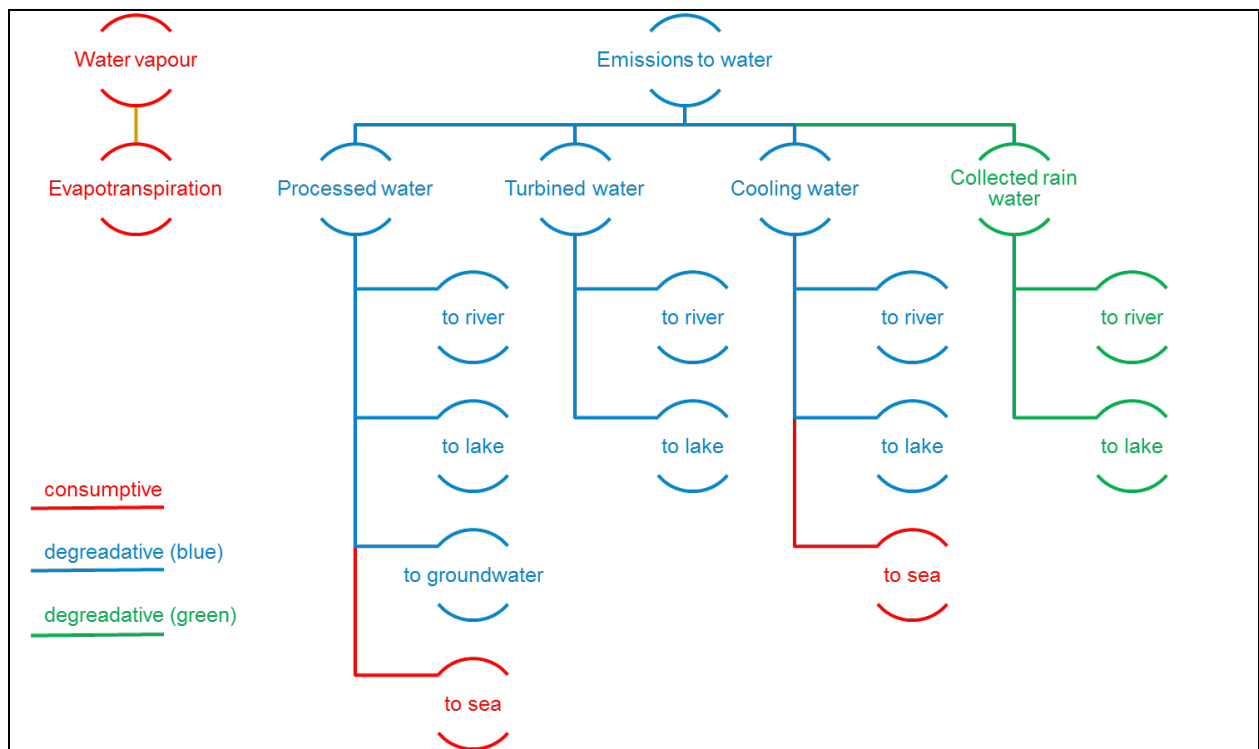 Water vapour
Emissions to water
Evapotranspiration
Processed water
Turbined water
Cooling water
Collected rain
water
to river
to river
to river
to river
to lake
to lake
to lake
to lake
consumptive
degreadative (blue)
to groundwater
to sea
degreadative (green)
to sea